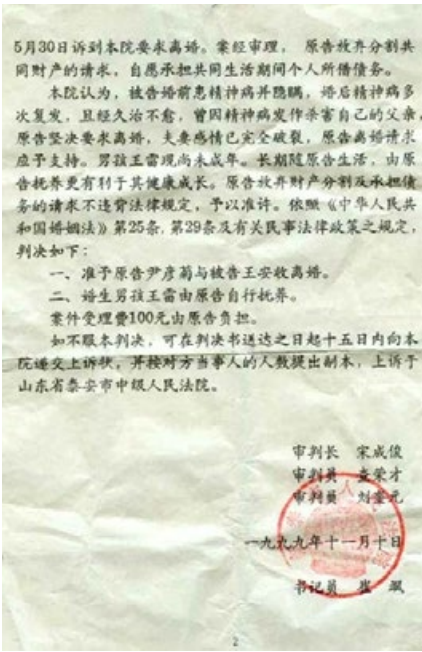 5月30日诉到本院要求离婚。案经审理，原告放弃分割共
同财产的请求，自愿承担共同生活期间个人所借债务。
本院认为，被告婚前患精神病并隐瞒，婚后精神病多
次复发，且经久治不愈，曾因精神病发作杀害自己的父亲，
原告坚决要求离婚，夫妻感情已完全破裂，原告离婚请求
应予支持。男孩王雷现尚未成年。长期随原告生活，由原
告抚养更有利于其健康成长。原告放弃财产分割及承担债
务的请求不违背法律规定，予以准许。依照《中华人民共
和国婚姻法》第25条，第29条及有关民事法律政策之规定，
判决如下：
一、准予原告尹彦菊与被告王安收离婚。
二、婚生男孩王雷由原告自行抚养。
案件受理费100元由原告负担。
如不服本判决，可在判决书送达之日起十五日内向本
院递交上诉状，并按对方当事人的人数提出副本，上诉于
山东省泰安市中级人民法院。
审判长 宋成俊
审判员 荣才
审判员 刘元
一九九九年十一月十日
书记员
2